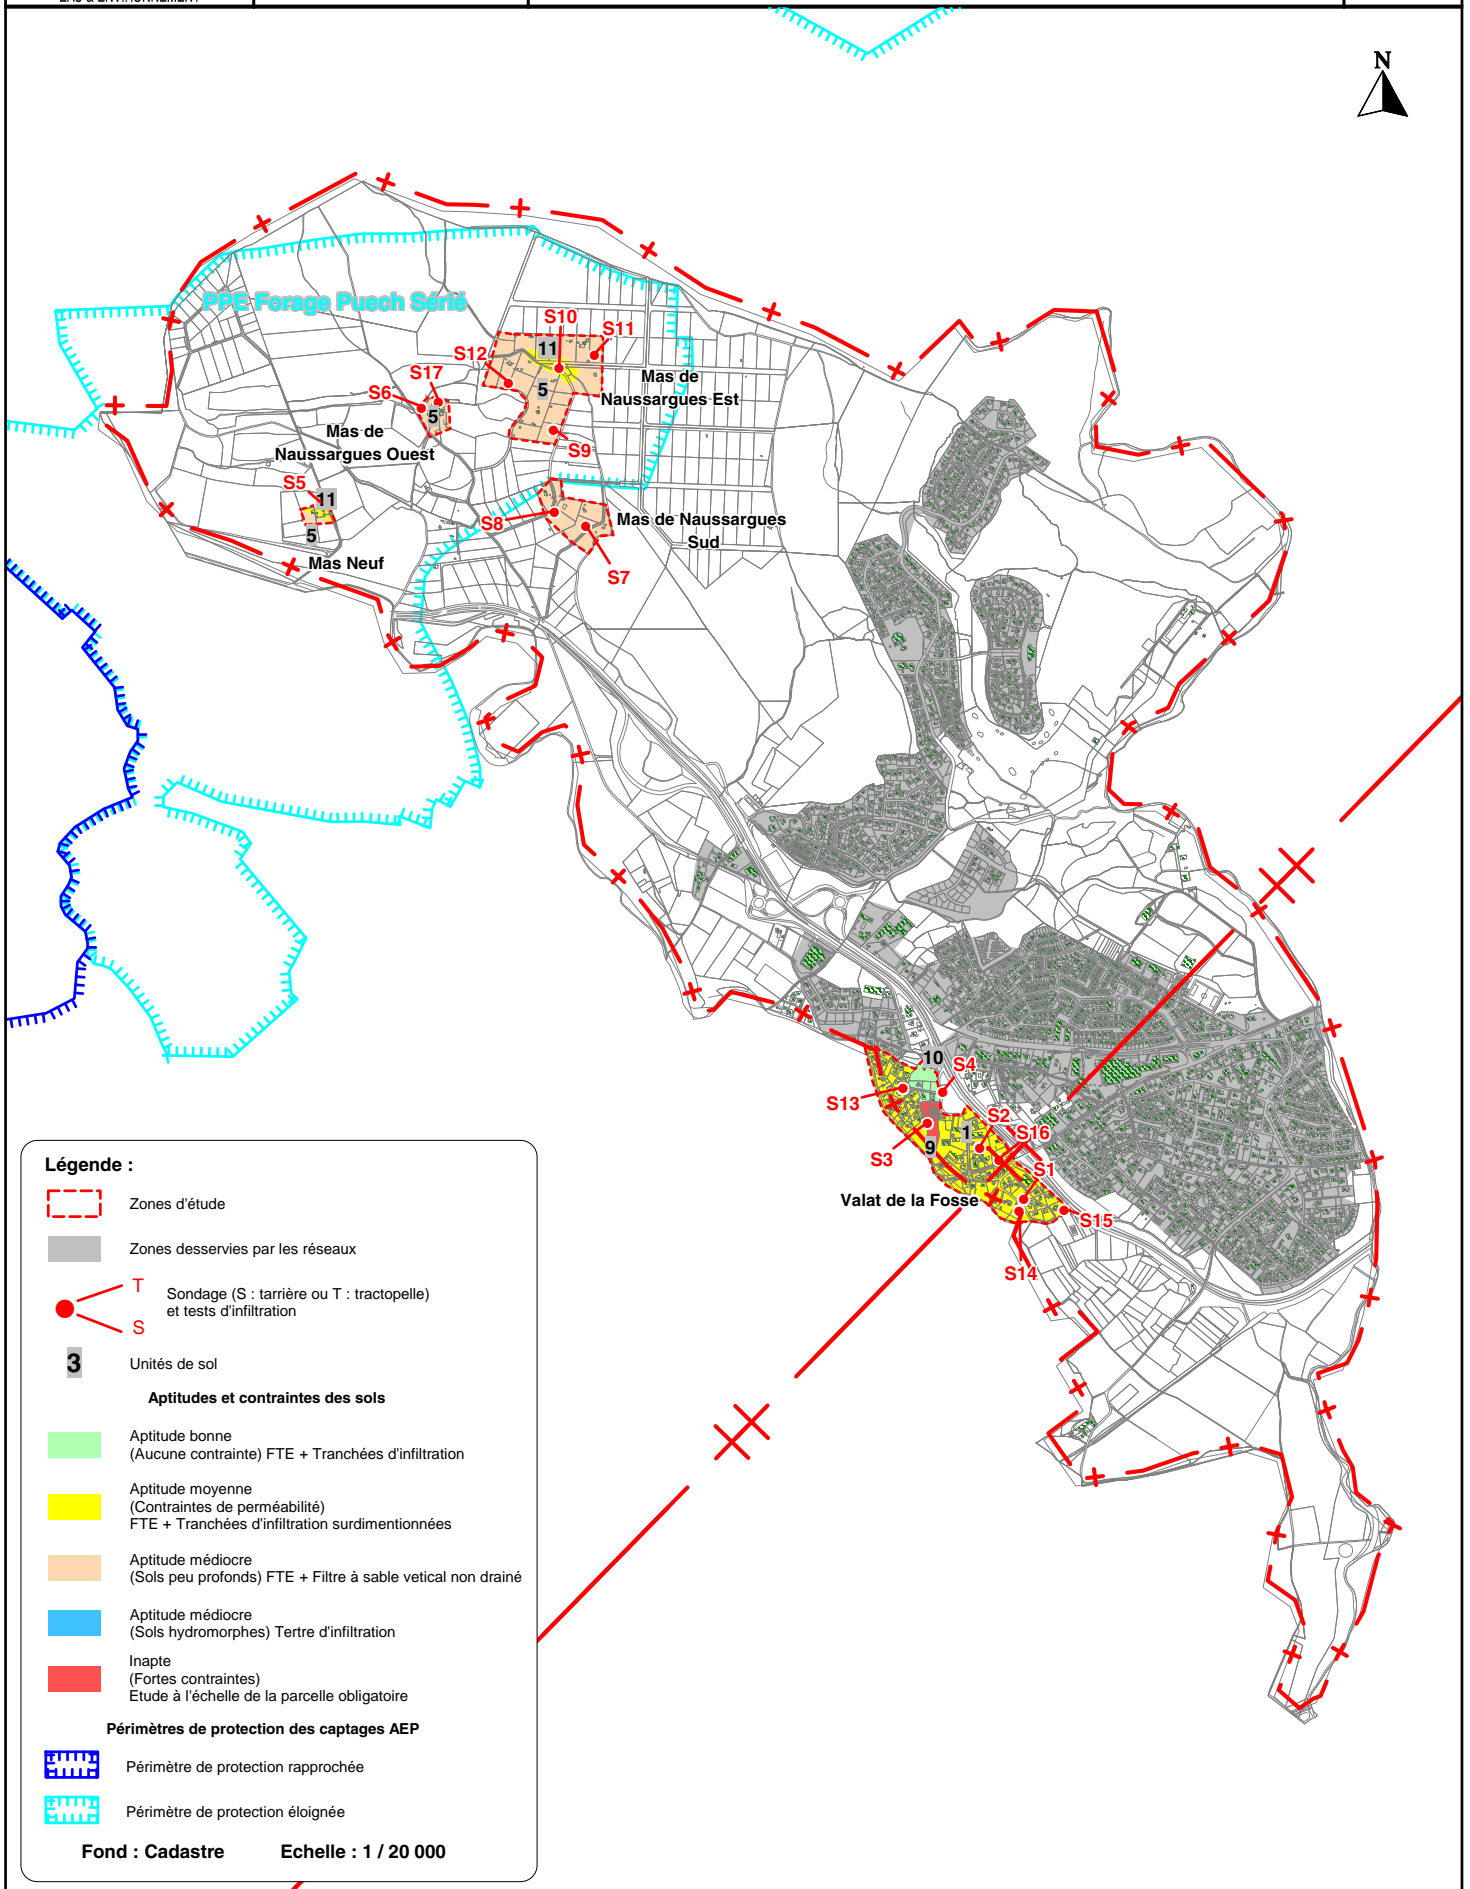 EAU & ENVIRONNEMENT
N
PPE Forage Puech Sérié
S10
S11
S12
11
S17
Mas de
Naussargues Est
S6
5
5
Mas de
Naussargues Ouest
S9
S5
11
S8
Mas de Naussargues
Sud
5
Mas Neuf
S7
10
S4
S13
S2
1
S16
9
S3
S1
Valat de la Fosse
S15
S14
Légende :
Zones d'étude
Zones desservies par les réseaux
T
Sondage (S : tarrière ou T : tractopelle)
et tests d'infiltration
S
3
Unités de sol
Aptitudes et contraintes des sols
Aptitude bonne
(Aucune contrainte) FTE + Tranchées d'infiltration
Aptitude moyenne
(Contraintes de perméabilité)
FTE + Tranchées d'infiltration surdimentionnées
Aptitude médiocre
(Sols peu profonds) FTE + Filtre à sable vetical non drainé
Aptitude médiocre
(Sols hydromorphes) Tertre d'infiltration
Inapte
(Fortes contraintes)
Etude à l'échelle de la parcelle obligatoire
Périmètres de protection des captages AEP
Périmètre de protection rapprochée
Périmètre de protection éloignée
Fond : Cadastre Echelle : 1 / 20 000